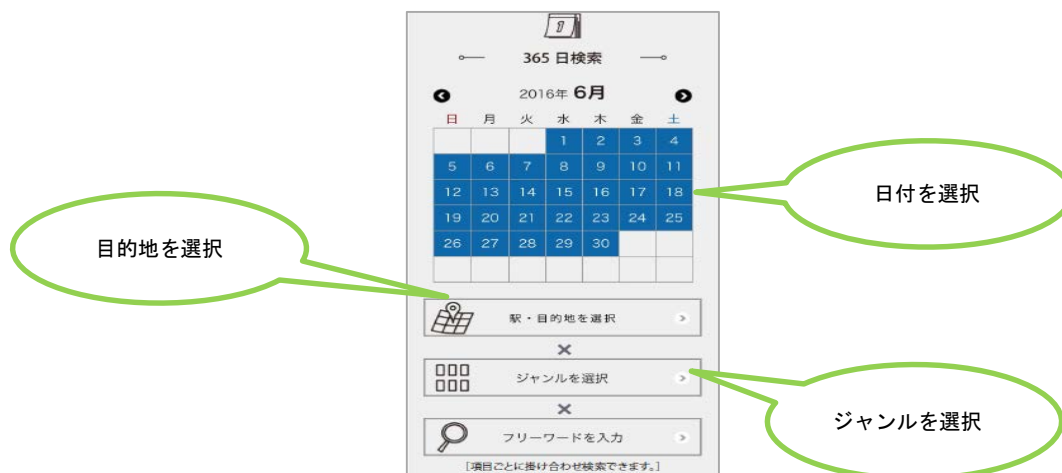 1
365 日検索
2016年 6月
日 月 火 水 木 金 土
1 2 3 4
5 6 7 8 9 10 11
12 13 14 15 16 17 18
19 20 21 22 23 24 25
26 27 28 29 30
日付を選択
目的地を選択
駅・目的地を選択
ジャンルを選択
ジャンルを選択
フリーワードを入力
[項目ごとに掛け合わせ検索できます。]